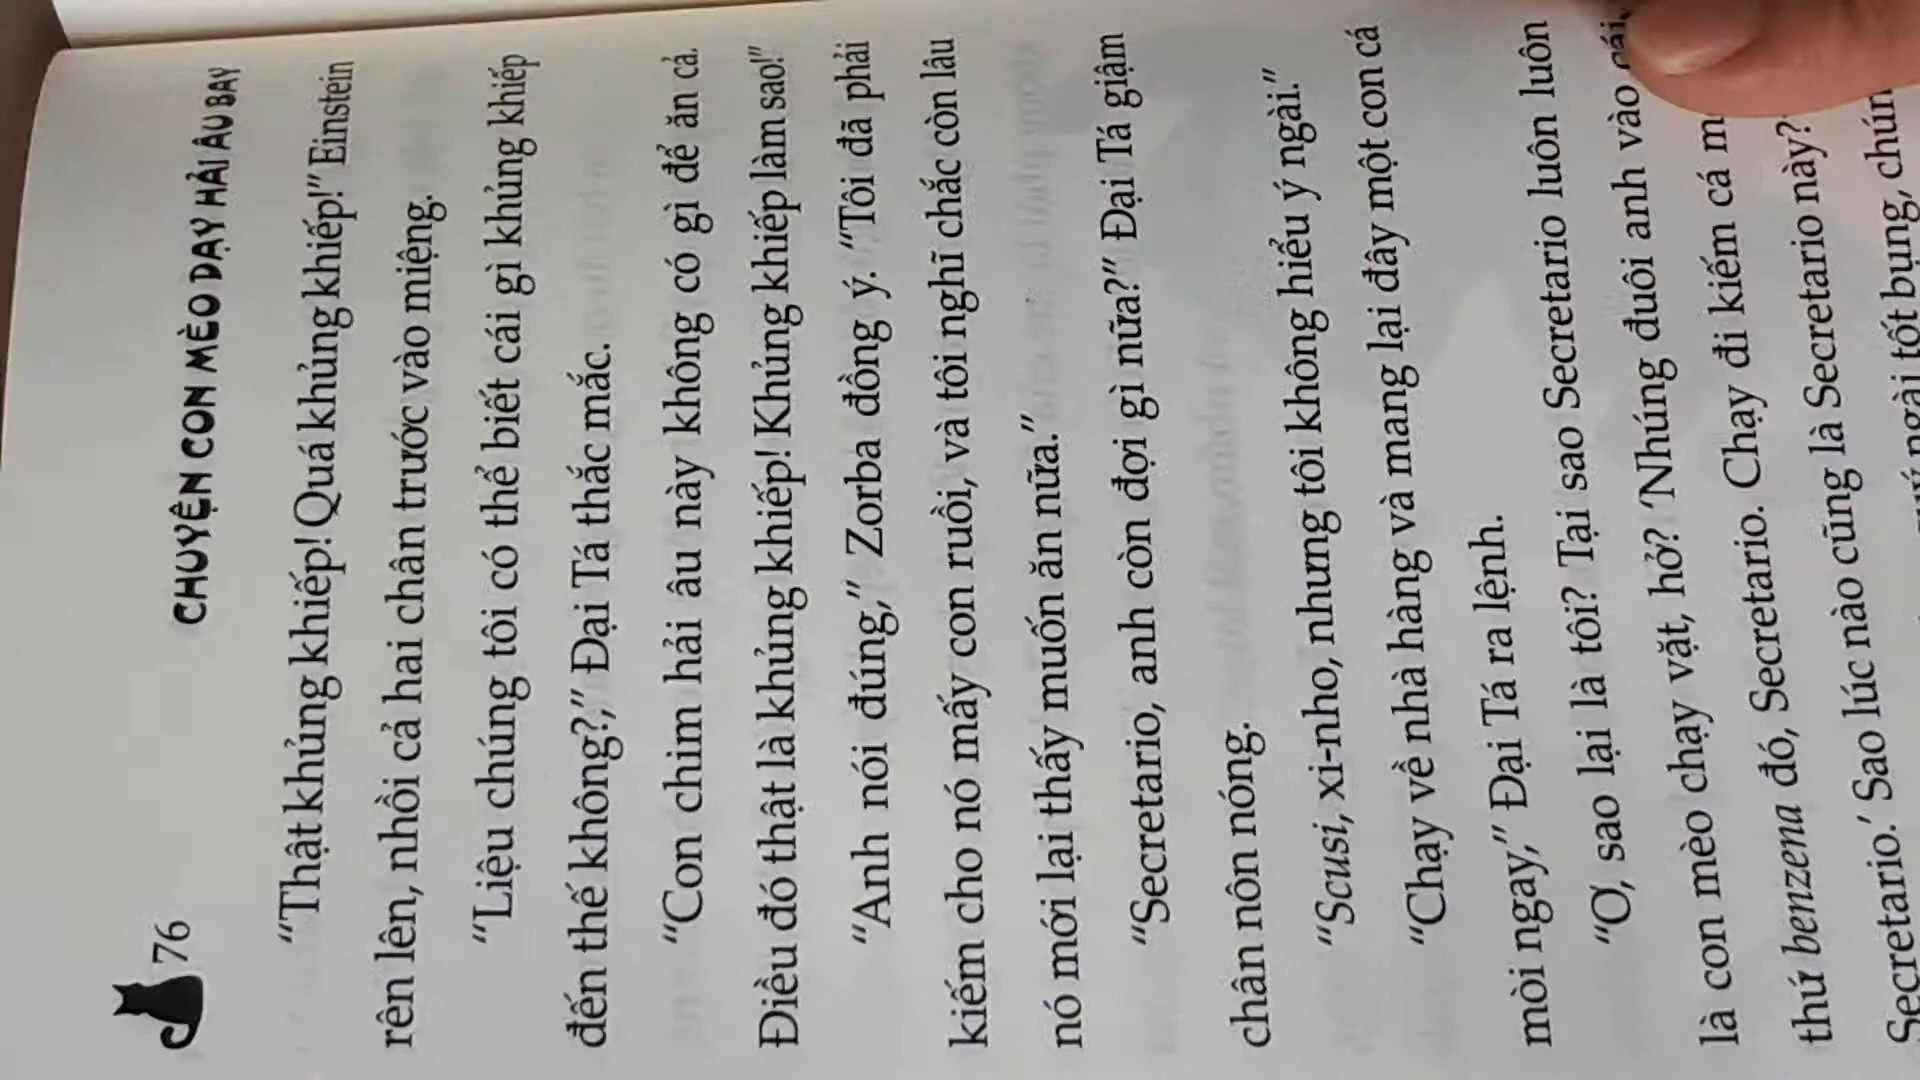 76
CHUYỆN CON MÈO DẠY HẢI ÂU BAY
“Thật khủng khiếp! Quá khủng khiếp!” Einstein
rên lên, nhồi cả hai chân trước vào miệng.
“Liệu chúng tôi có thể biết cái gì khủng khiếp
đến thế không?,” Đại Tá thắc mắc.
“Con chim hải âu này không có gì để ăn cả.
Điều đó thật là khủng khiếp! Khủng khiếp làm sao!”
“Anh nói đúng,” Zorba đồng ý. “Tôi đã phải
kiếm cho nó mấy con ruồi, và tôi nghĩ chắc còn lâu
nó mới lại thấy muốn ăn nữa.”
“Secretario, anh còn đợi gì nữa?” Đại Tá giậm
chân nôn nóng.
“Scusi, xi-nho, nhưng tôi không hiểu ý ngài.”
“Chạy về nhà hàng và mang lại đây một con cá
mòi ngay,” Đại Tá ra lệnh.
“Ơ, sao lại là tôi? Tại sao Secretario luôn luôn
là con mèo chạy vặt, hở? ‘Nhúng đuôi anh vào cái
thứ benzena đó, Secretario. Chạy đi kiếm cá
Secretario.’ Sao lúc nào cũng là Secretario này?
ngài tốt bụng,